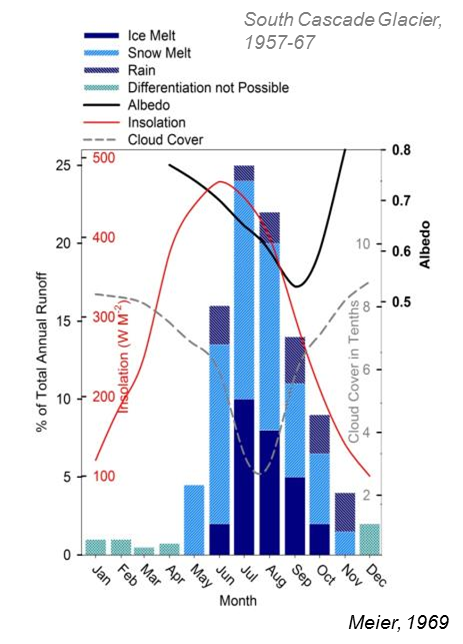 South Cascade Glacier,
1957-67
Ice Melt
Snow Melt
Rain
Differentiation not Possible
Albedo
Insolation
Cloud Cover
% of Total Annual Runoff
25
20
15
10
5
0
500
400
300
200
100
Insolation (W M⁻²)
0.8
0.7
0.6
0.5
Albedo
10
8
6
4
2
Cloud Cover in Tenths
Jan Feb Mar Apr May Jun Jul Aug Sep Oct Nov Dec
Month
Meier, 1969